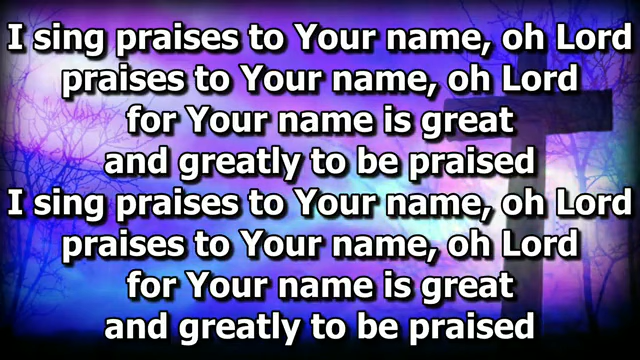 I sing praises to Your name, oh Lord
praises to Your name, oh Lord
for Your name is great
and greatly to be praised
I sing praises to Your name, oh Lord
praises to Your name, oh Lord
for Your name is great
and greatly to be praised